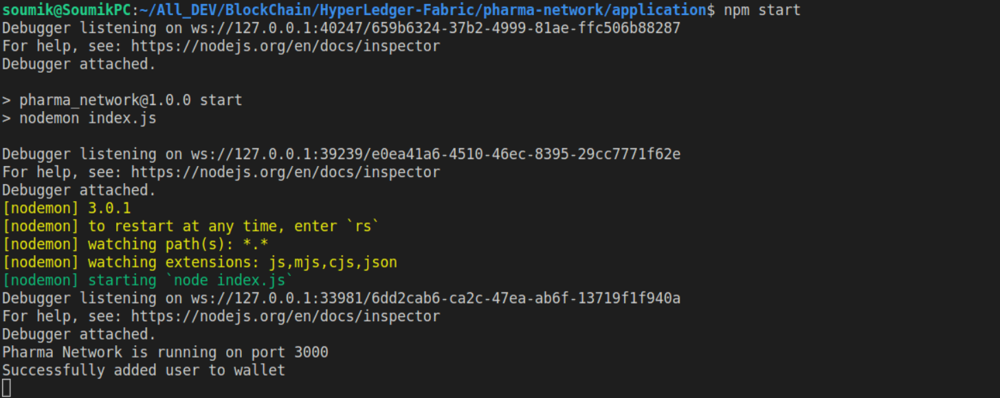 soumik@SoumikPC:~/All_DEV/BlockChain/HyperLedger-Fabric/pharma-network/application$ npm start
Debugger listening on ws://127.0.0.1:40247/659b6324-37b2-4999-81ae-ffc506b88287
For help, see: https://nodejs.org/en/docs/inspector
Debugger attached.
> pharma_network@1.0.0 start
> nodemon index.js
Debugger listening on ws://127.0.0.1:39239/e0ea41a6-4510-46ec-8395-29cc7771f62e
For help, see: https://nodejs.org/en/docs/inspector
Debugger attached.
[nodemon] 3.0.1
[nodemon] to restart at any time, enter `rs`
[nodemon] watching path(s): *.*
[nodemon] watching extensions: js,mjs,cjs,json
[nodemon] starting `node index.js`
Debugger listening on ws://127.0.0.1:33981/6dd2cab6-ca2c-47ea-ab6f-13719f1f940a
For help, see: https://nodejs.org/en/docs/inspector
Debugger attached.
Pharma Network is running on port 3000
Successfully added user to wallet